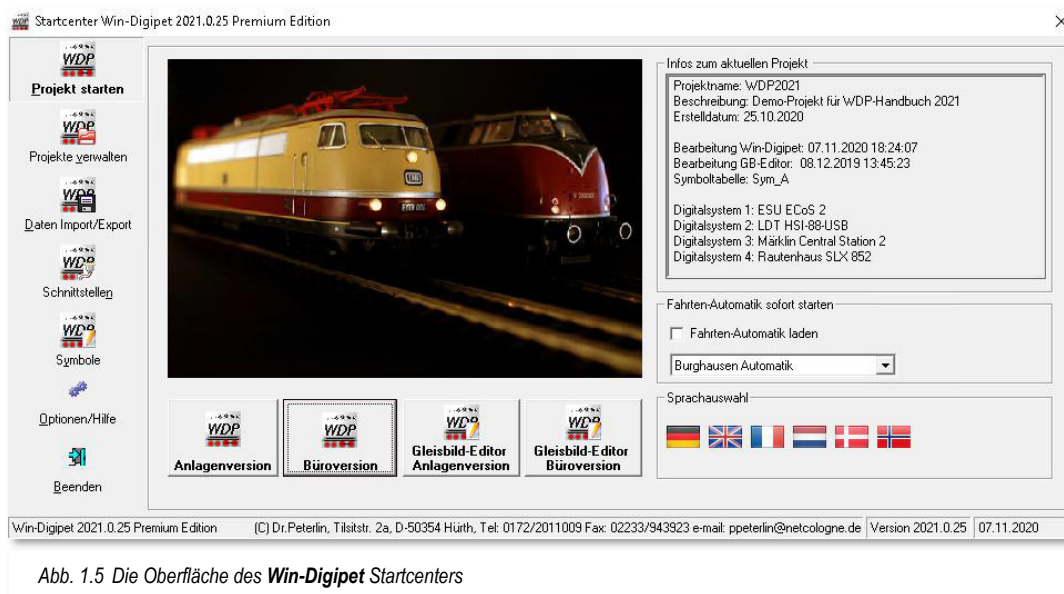 Startcenter Win-Digipet 2021.0.25 Premium Edition
WDP
Projekt starten
WDP
Projekte verwalten
WDP
Daten Import/Export
WDP
Schnittstellen
WDP
Symbole
Optionen/Hilfe
Beenden
Infos zum aktuellen Projekt
Projektname: WDP2021
Beschreibung: Demo-Projekt für WDP-Handbuch 2021
Erstelldatum: 25.10.2020
Bearbeitung Win-Digipet: 07.11.2020 18:24:07
Bearbeitung GB-Editor: 08.12.2019 13:45:23
Symboltabelle: Sym_A
Digitalsystem 1: ESU ECoS 2
Digitalsystem 2: LDT HSI-88-USB
Digitalsystem 3: Märklin Central Station 2
Digitalsystem 4: Rautenhaus SLX 852
Fahrten-Automatik sofort starten
Fahrten-Automatik laden
Burghausen Automatik
Sprachauswahl
WDP
Anlagenversion
WDP
Büroversion
WDP
Gleisbild-Editor
Anlagenversion
WDP
Gleisbild-Editor
Büroversion
Win-Digipet 2021.0.25 Premium Edition
(C) Dr.Peterlin, Tilsitstr. 2a, D-50354 Hürth, Tel: 0172/2011009 Fax: 02233/943923 e-mail: ppeterlin@netcologne.de
Version 2021.0.25
07.11.2020
Abb. 1.5 Die Oberfläche des Win-Digipet Startcenters